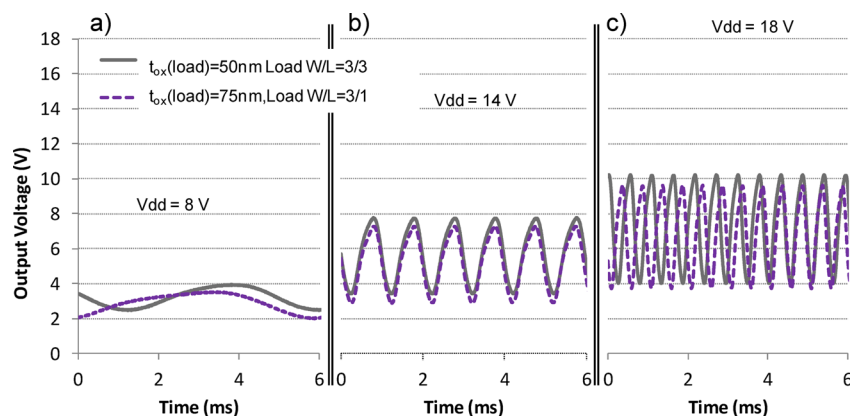 a)
b)
c)
Vdd = 18 V
18
16
14
12
10
8
6
4
2
0
Output Voltage (V)
t_ox(load)=50nm Load W/L=3/3
t_ox(load)=75nm,Load W/L=3/1
Vdd = 14 V
Vdd = 8 V
0 2 4 6
0 2 4 6
0 2 4 6
Time (ms)
Time (ms)
Time (ms)